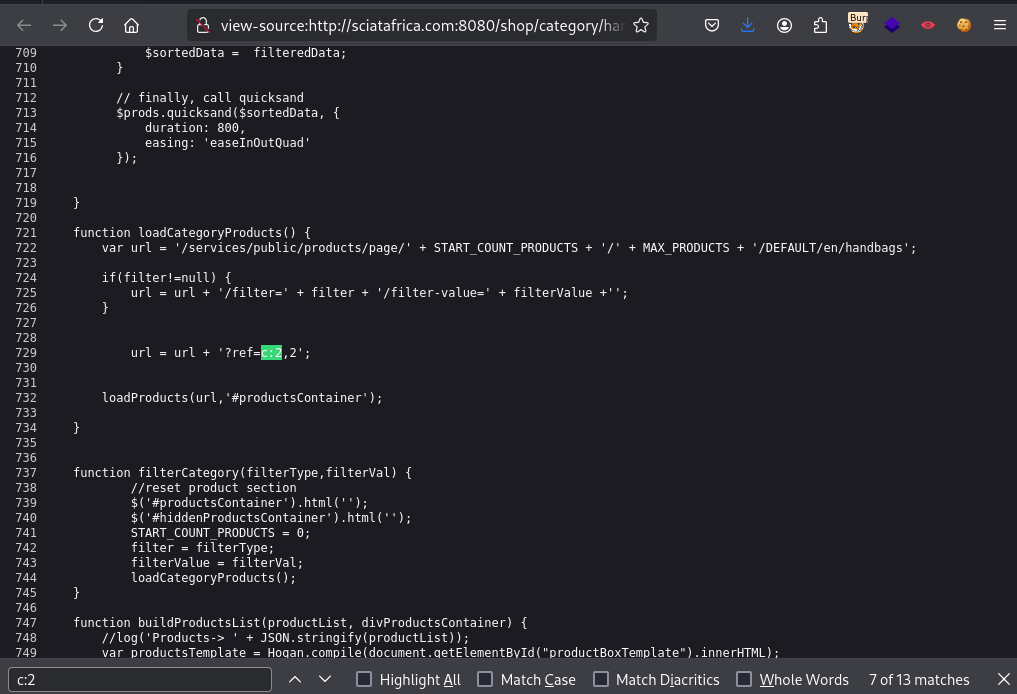 view-source:http://sciatafrica.com:8080/shop/category/har
Burp
709 $sortedData = filteredData;
710 }
711
712 // finally, call quicksand
713 $prods.quicksand($sortedData, {
714 duration: 800,
715 easing: 'easeInOutQuad'
716 });
717
718
719 }
720
721 function loadCategoryProducts() {
722 var url = '/services/public/products/page/' + START_COUNT_PRODUCTS + '/' + MAX_PRODUCTS + '/DEFAULT/en/handbags';
723
724 if(filter!=null) {
725 url = url + '/filter=' + filter + '/filter-value=' + filterValue +'';
726 }
727
728
729 url = url + '?ref=c:2,2';
730
731
732 loadProducts(url,'#productsContainer');
733
734 }
735
736
737 function filterCategory(filterType,filterVal) {
738 //reset product section
739 $('#productsContainer').html('');
740 $('#hiddenProductsContainer').html('');
741 START_COUNT_PRODUCTS = 0;
742 filter = filterType;
743 filterValue = filterVal;
744 loadCategoryProducts();
745 }
746
747 function buildProductsList(productList, divProductsContainer) {
748 //log('Products-> ' + JSON.stringify(productList));
749 var productsTemplate = Hogan.compile(document.getElementById("productBoxTemplate").innerHTML);
c:2 Highlight All Match Case Match Diacritics Whole Words 7 of 13 matches